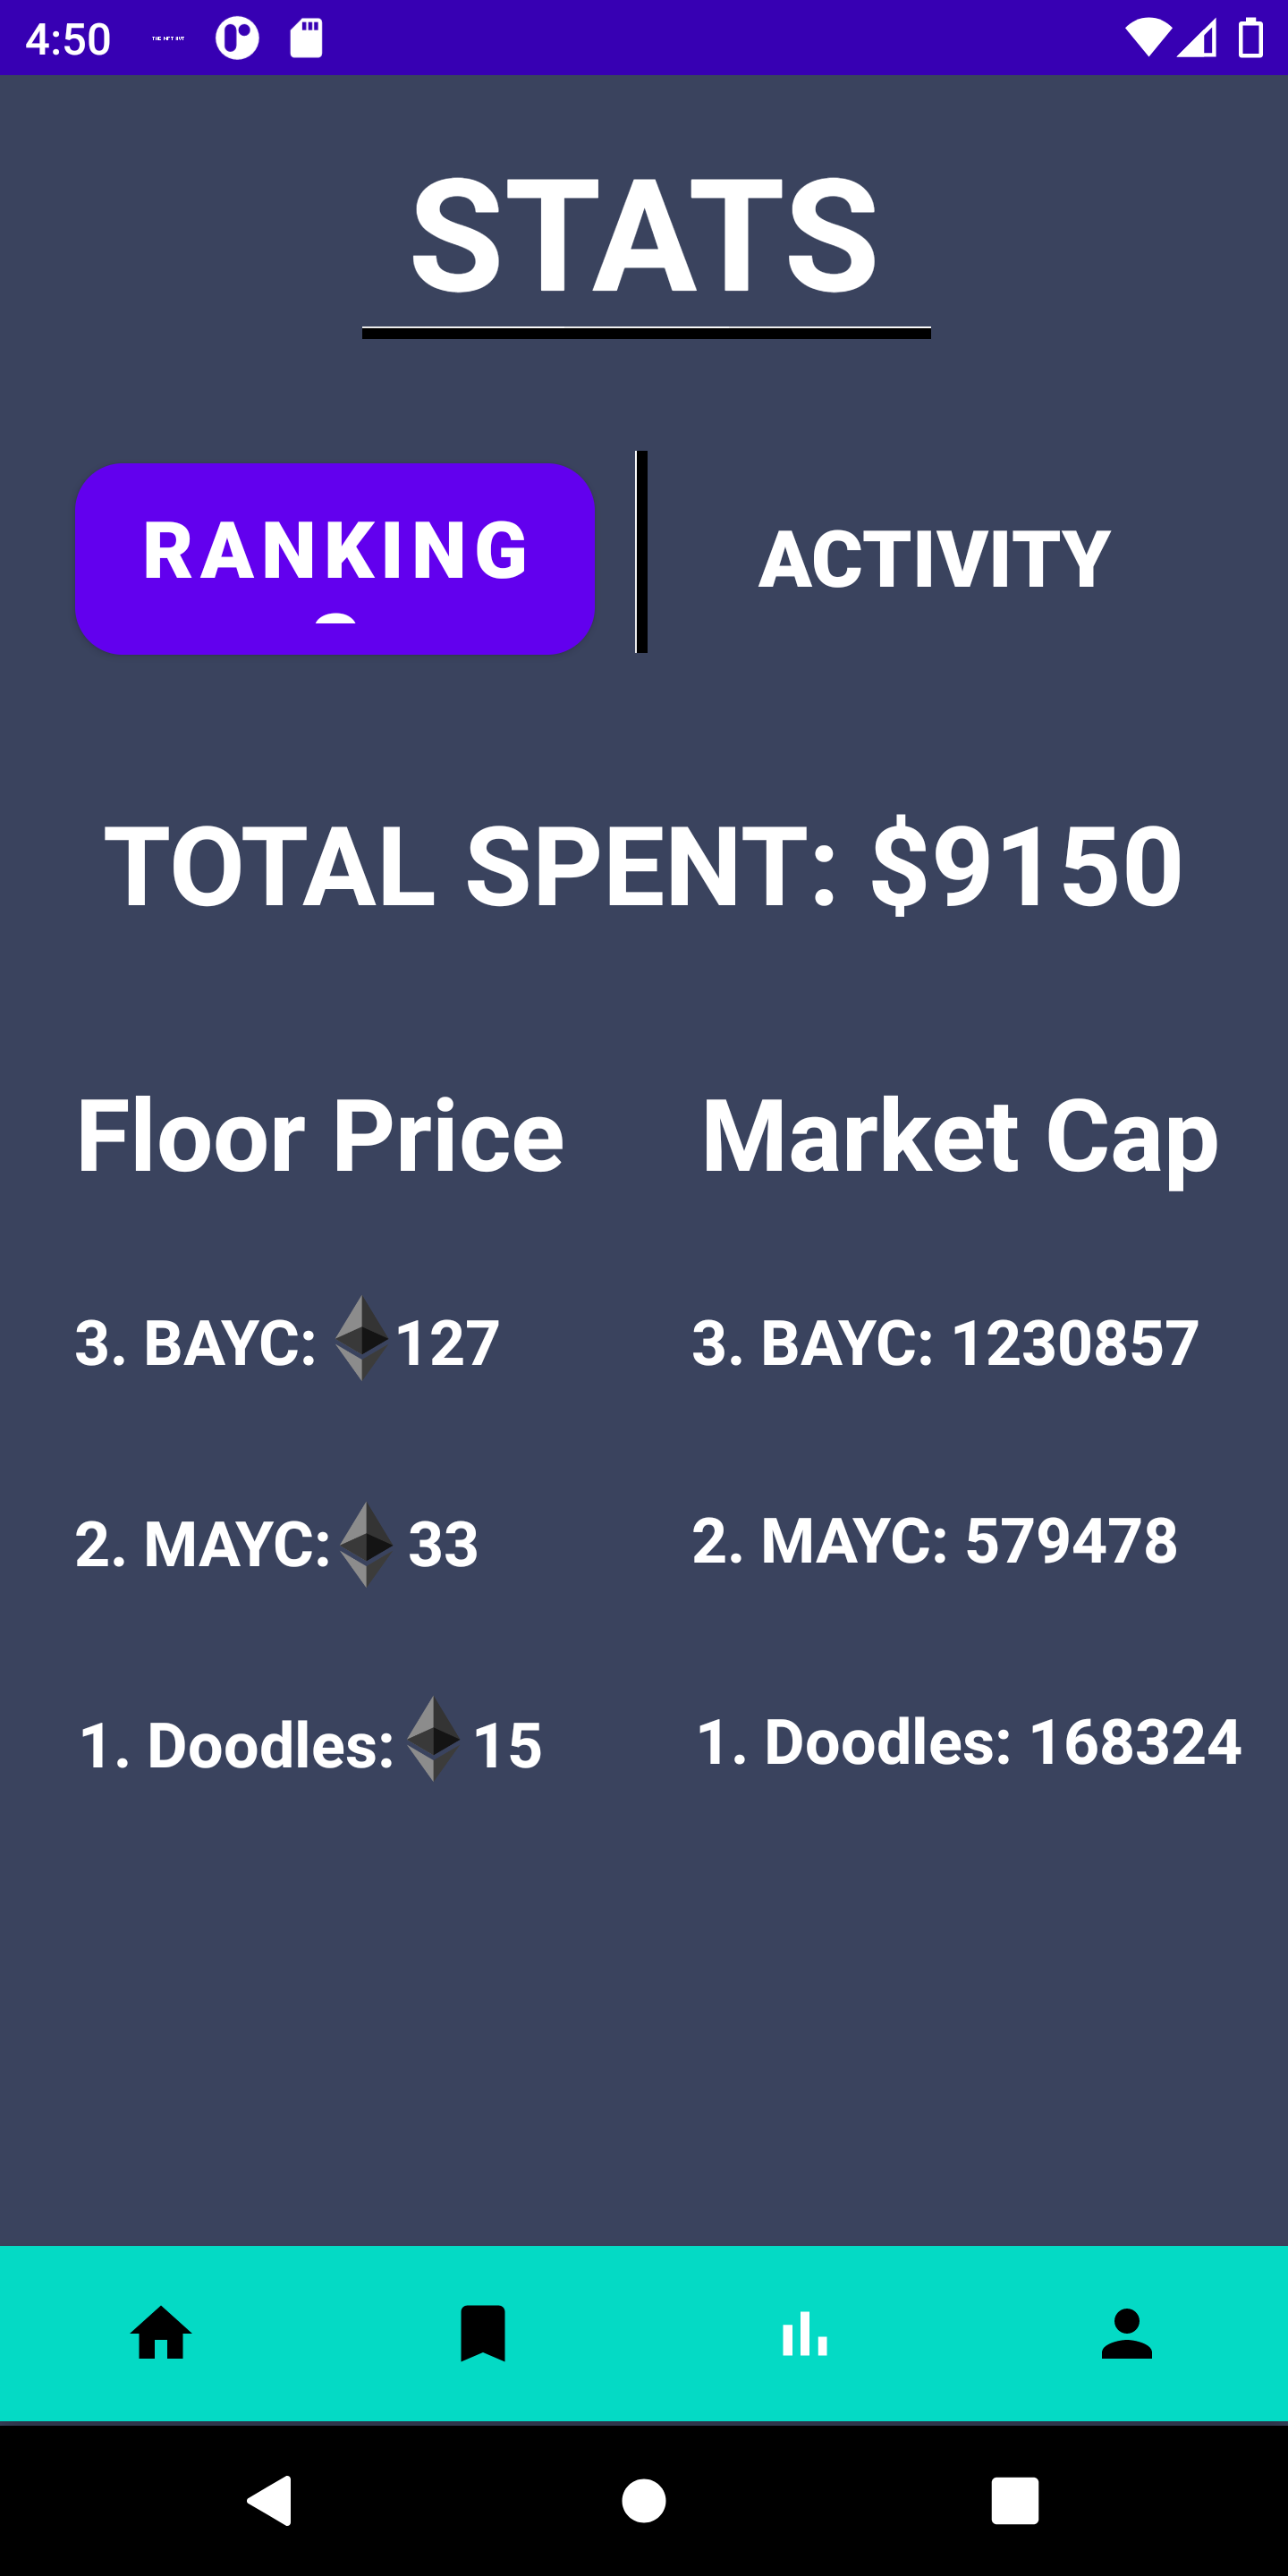 4:50
STATS
RANKING
ACTIVITY
TOTAL SPENT: $9150
Floor Price
Market Cap
3. BAYC: 127
3. BAYC: 1230857
2. MAYC: 33
2. MAYC: 579478
1. Doodles: 15
1. Doodles: 168324